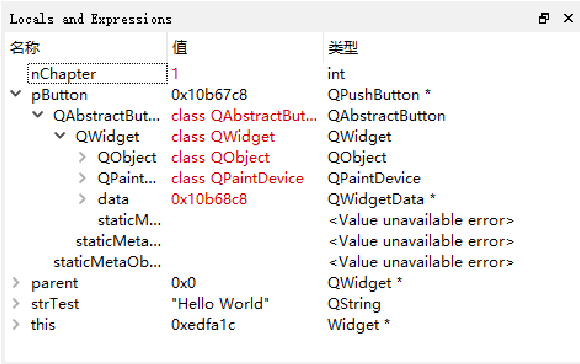 Locals and Expressions
名称 值 类型
nChapter 1 int
pButton 0x10b67c8 QPushButton *
QAbstractBut... class QAbstractBut... QAbstractButton
QWidget class QWidget QWidget
QObject class QObject QObject
QPaint... class QPaintDevice QPaintDevice
data 0x10b68c8 QWidgetData *
staticM... <Value unavailable error>
staticMeta... <Value unavailable error>
staticMetaOb... <Value unavailable error>
parent 0x0 QWidget *
strTest "Hello World" QString
this 0xedfa1c Widget *